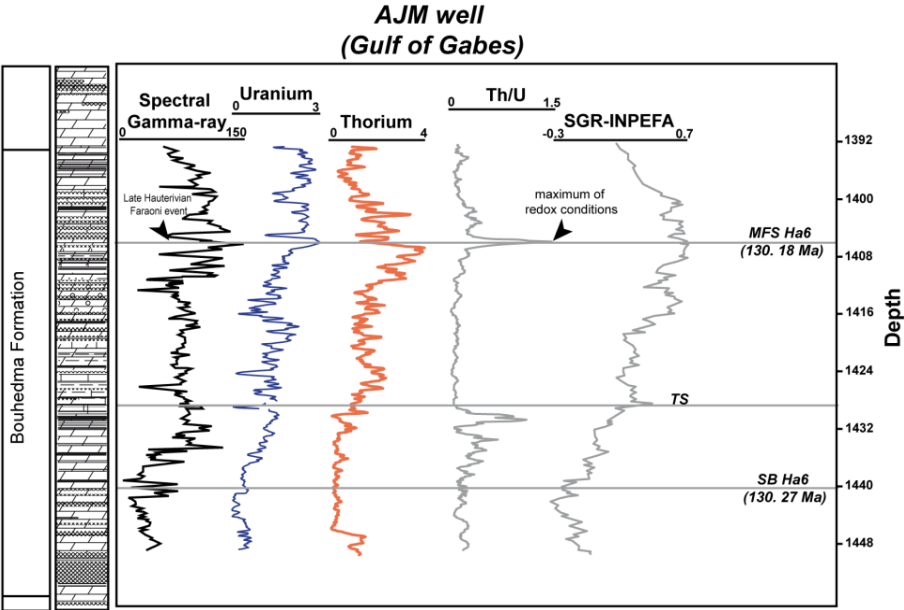 AJM well
(Gulf of Gabes)
Spectral
Gamma-ray
0
150
Uranium
0
3
Thorium
0
4
Th/U
0
1.5
SGR-INPEFA
-0.3
0.7
Late Hauterivian
Faraoni event
maximum of
redox conditions
MFS Ha6
(130. 18 Ma)
TS
SB Ha6
(130. 27 Ma)
1392
1400
1408
1416
1424
1432
1440
1448
Depth
Bouhedma Formation